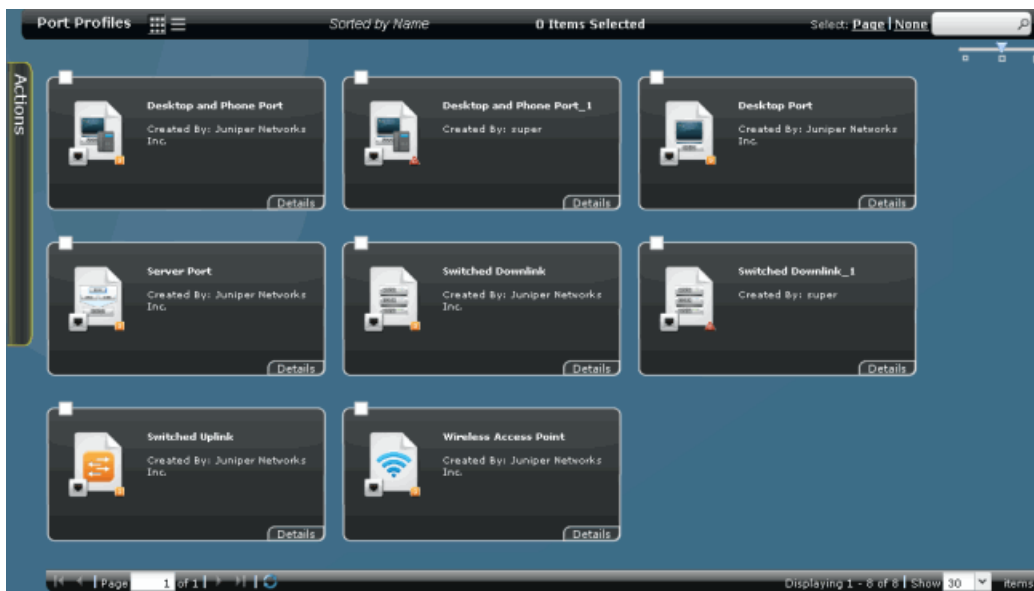 Port Profiles Sorted by Name 0 Items Selected Select: Page | None
Actions
Desktop and Phone Port
Created By: Juniper Networks
Inc.
Details
Desktop and Phone Port_1
Created By: super
Details
Desktop Port
Created By: Juniper Networks
Inc.
Details
Server Port
Created By: Juniper Networks
Inc.
Details
Switched Downlink
Created By: Juniper Networks
Inc.
Details
Switched Downlink_1
Created By: super
Details
Switched Uplink
Created By: Juniper Networks
Inc.
Details
Wireless Access Point
Created By: Juniper Networks
Inc.
Details
Page 1 of 1 | Displaying 1 - 8 of 8 | Show 30 items